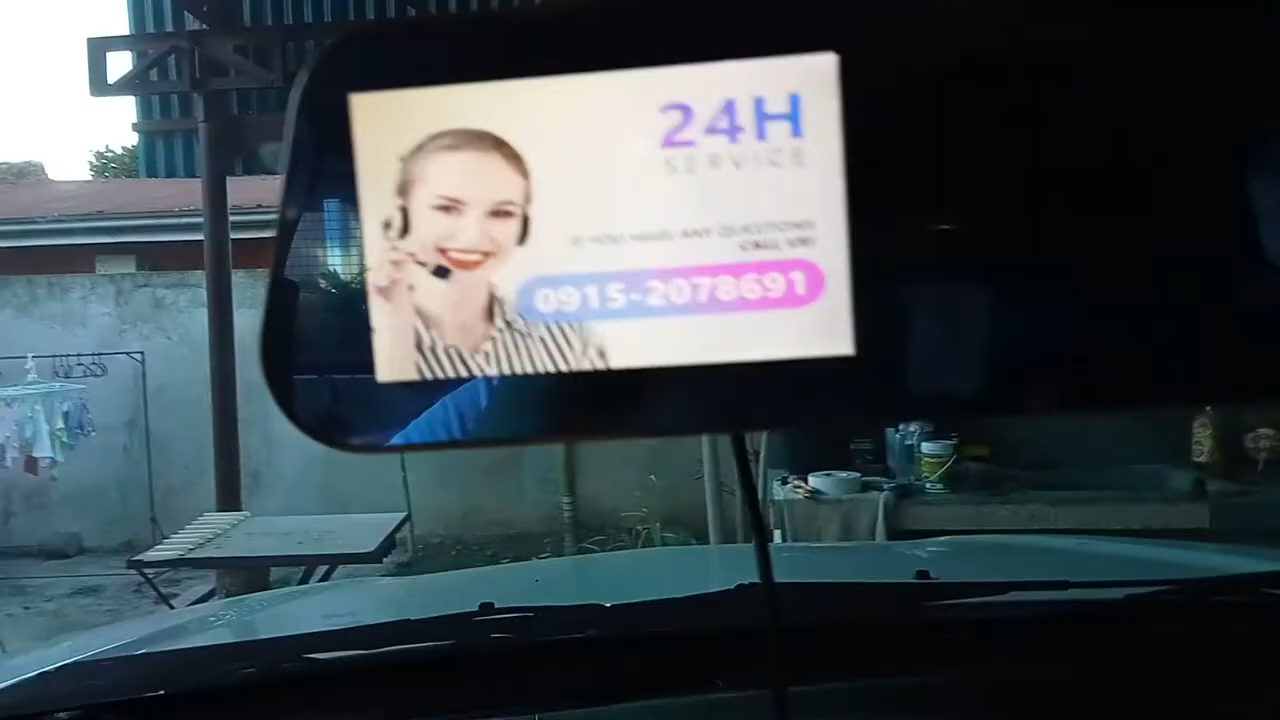 24H
SERVICE
IF YOU HAVE ANY QUESTIONS
CALL US!
0915-2078691